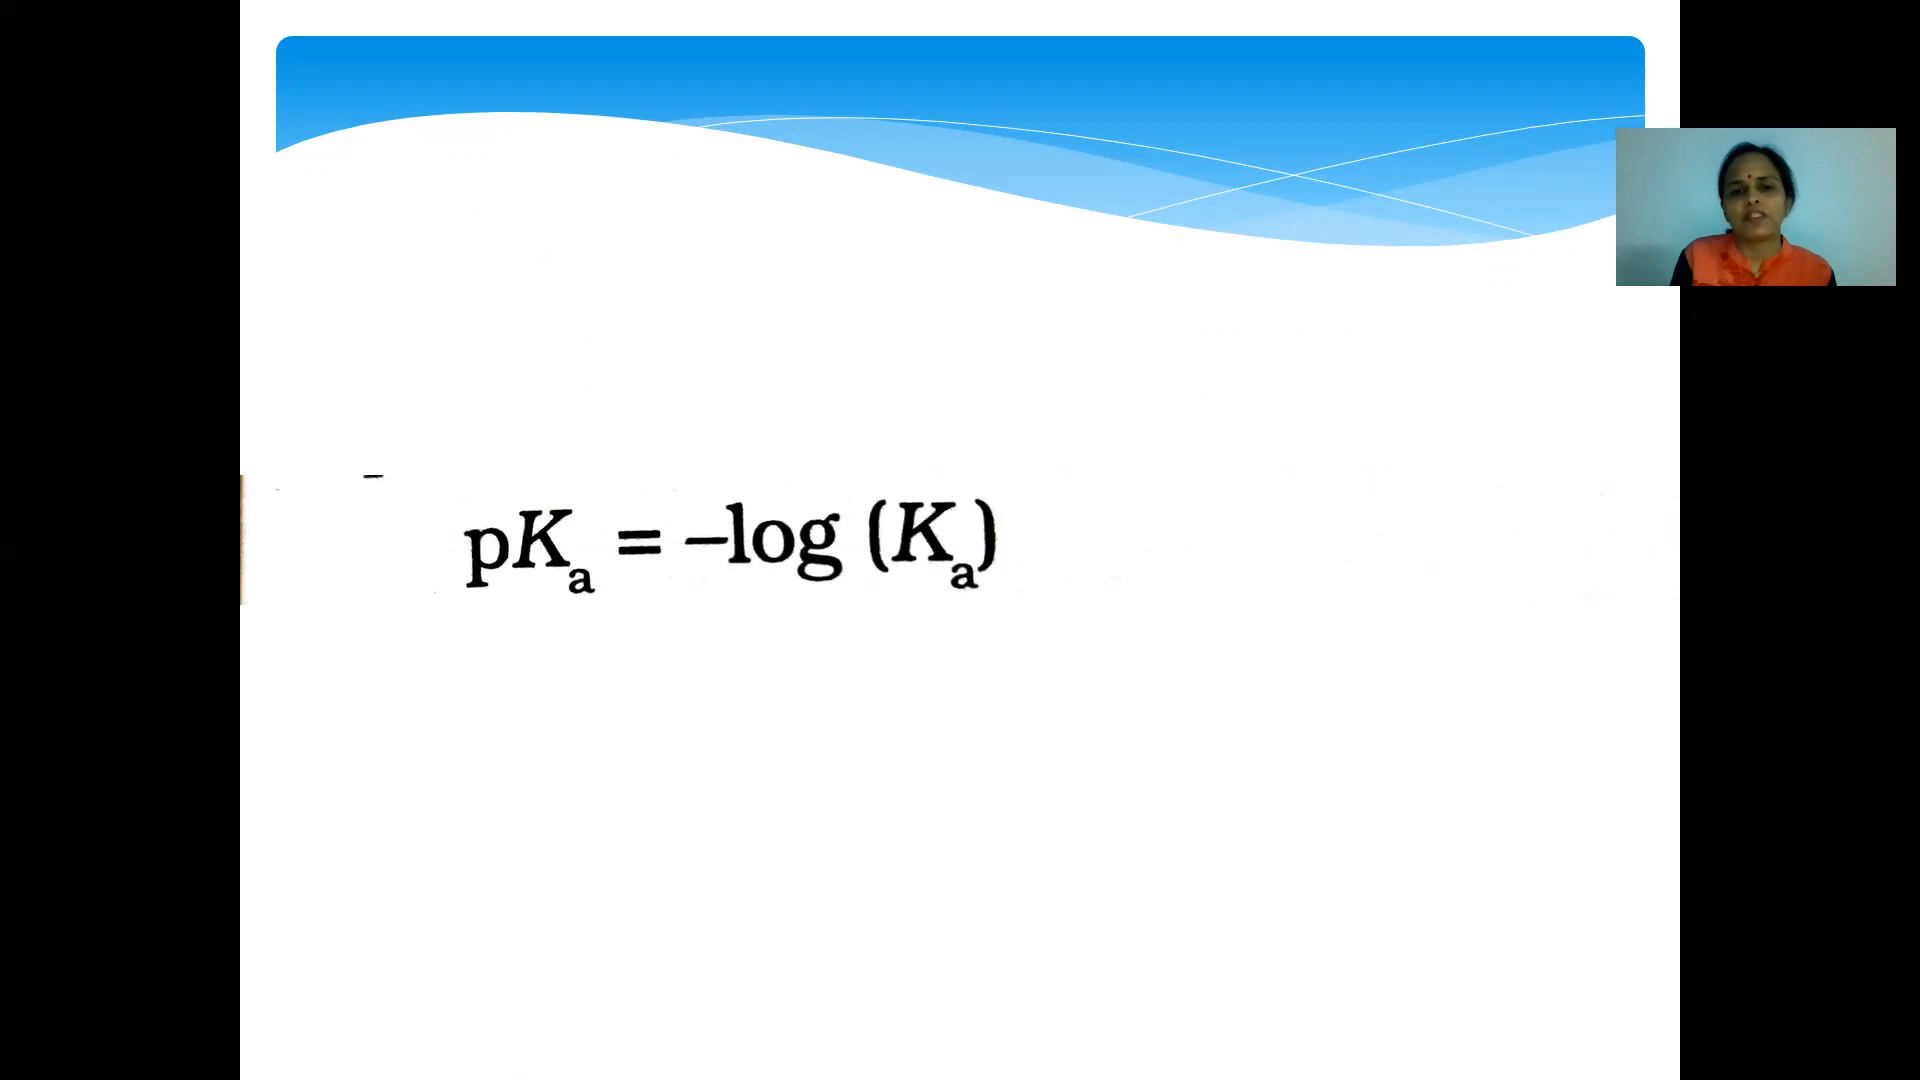 pKₐ = –log (Kₐ)